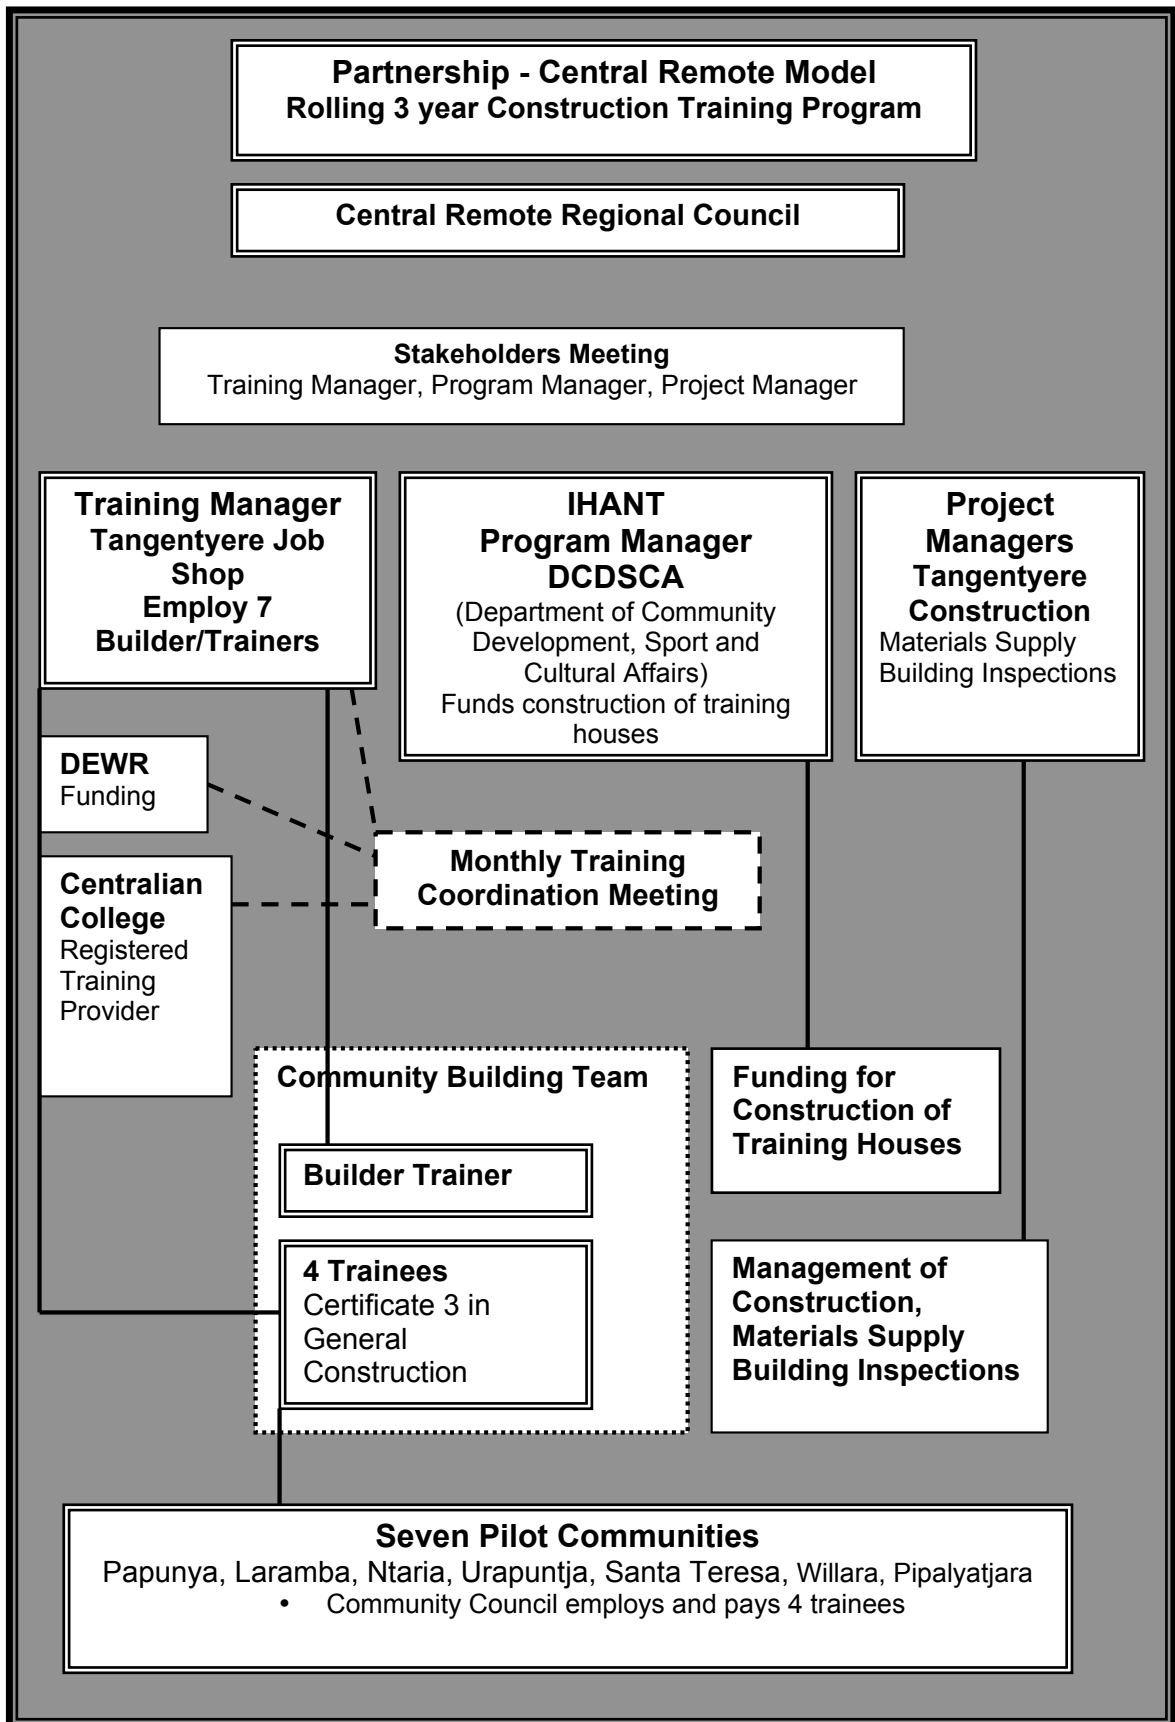 Partnership - Central Remote Model
Rolling 3 year Construction Training Program
Central Remote Regional Council
Stakeholders Meeting
Training Manager, Program Manager, Project Manager
Training Manager
Tangentyere Job
Shop
Employ 7
Builder/Trainers
IHANT
Program Manager
DCDSCA
(Department of Community
Development, Sport and
Cultural Affairs)
Funds construction of training
houses
Project
Managers
Tangentyere
Construction
Materials Supply
Building Inspections
DEWR
Funding
Monthly Training
Coordination Meeting
Centralian
College
Registered
Training
Provider
Community Building Team
Builder Trainer
4 Trainees
Certificate 3 in
General
Construction
Funding for
Construction of
Training Houses
Management of
Construction,
Materials Supply
Building Inspections
Seven Pilot Communities
Papunya, Laramba, Ntaria, Urapuntja, Santa Teresa, Willara, Pipalyatjara
• Community Council employs and pays 4 trainees